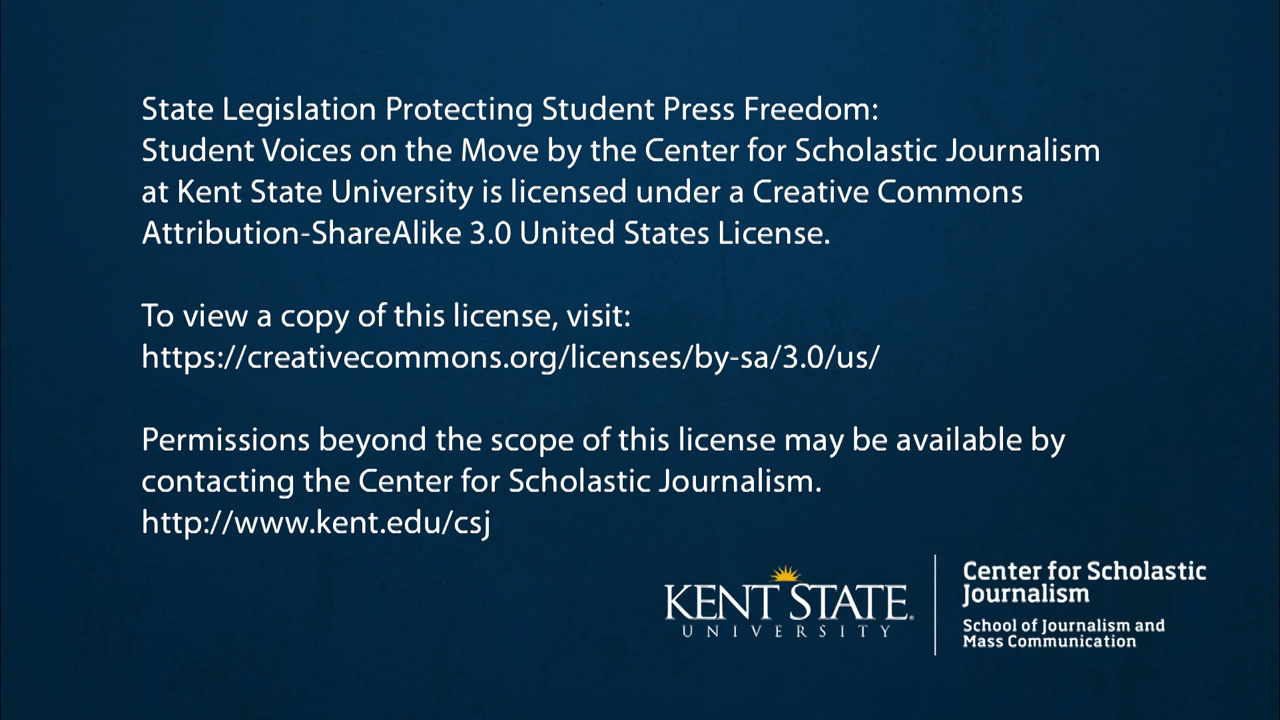 State Legislation Protecting Student Press Freedom:
Student Voices on the Move by the Center for Scholastic Journalism
at Kent State University is licensed under a Creative Commons
Attribution-ShareAlike 3.0 United States License.
To view a copy of this license, visit:
https://creativecommons.org/licenses/by-sa/3.0/us/
Permissions beyond the scope of this license may be available by
contacting the Center for Scholastic Journalism.
http://www.kent.edu/csj
KENT STATE®
UNIVERSITY
Center for Scholastic
Journalism
School of Journalism and
Mass Communication